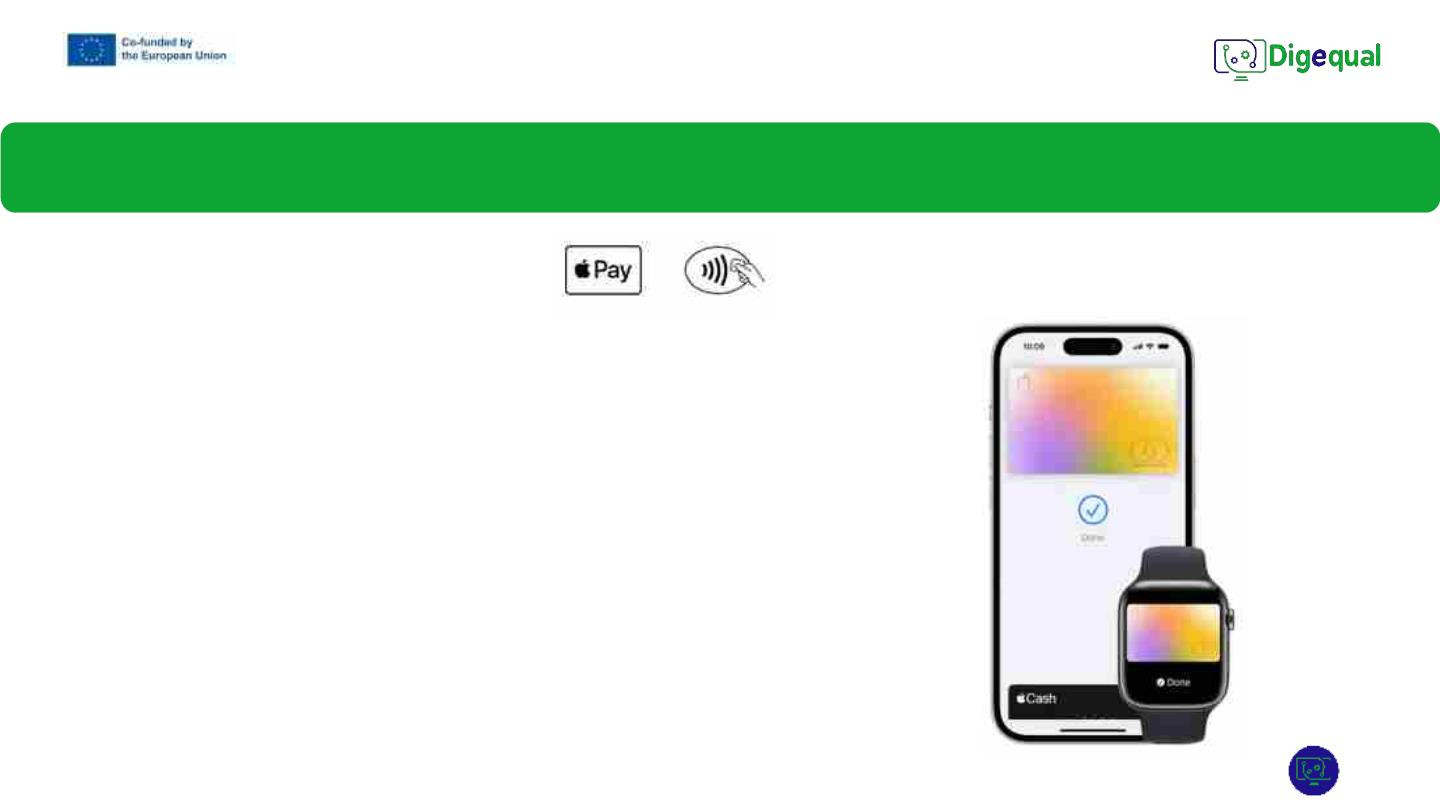 Co-funded by
the European Union
Digequal
Pay
10:09
Done
Done
Cash